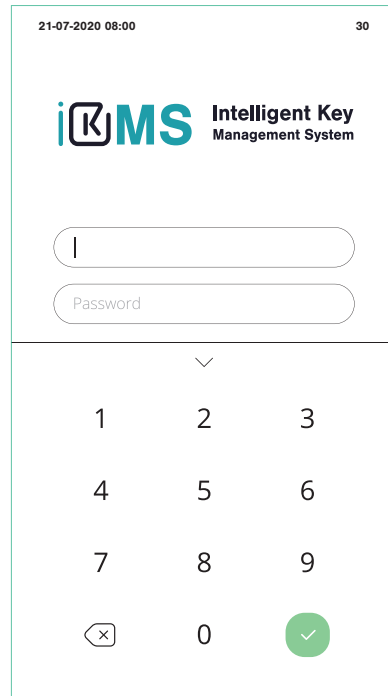 21-07-2020 08:00 30
iKMS Intelligent Key
Management System
Password
1 2 3
4 5 6
7 8 9
0